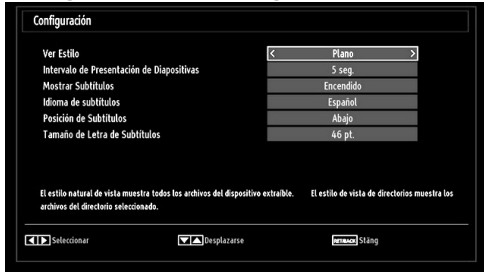 Configuración
Ver Estilo < Plano >
Intervalo de Presentación de Diapositivas 5 seg.
Mostrar Subtítulos Encendido
Idioma de subtítulos Español
Posición de Subtítulos Abajo
Tamaño de Letra de Subtítulos 46 pt.
El estilo natural de vista muestra todos los archivos del dispositivo extraíble. El estilo de vista de directorios muestra los
archivos del directorio seleccionado.
Seleccionar Desplazarse RET/BACK Stäng